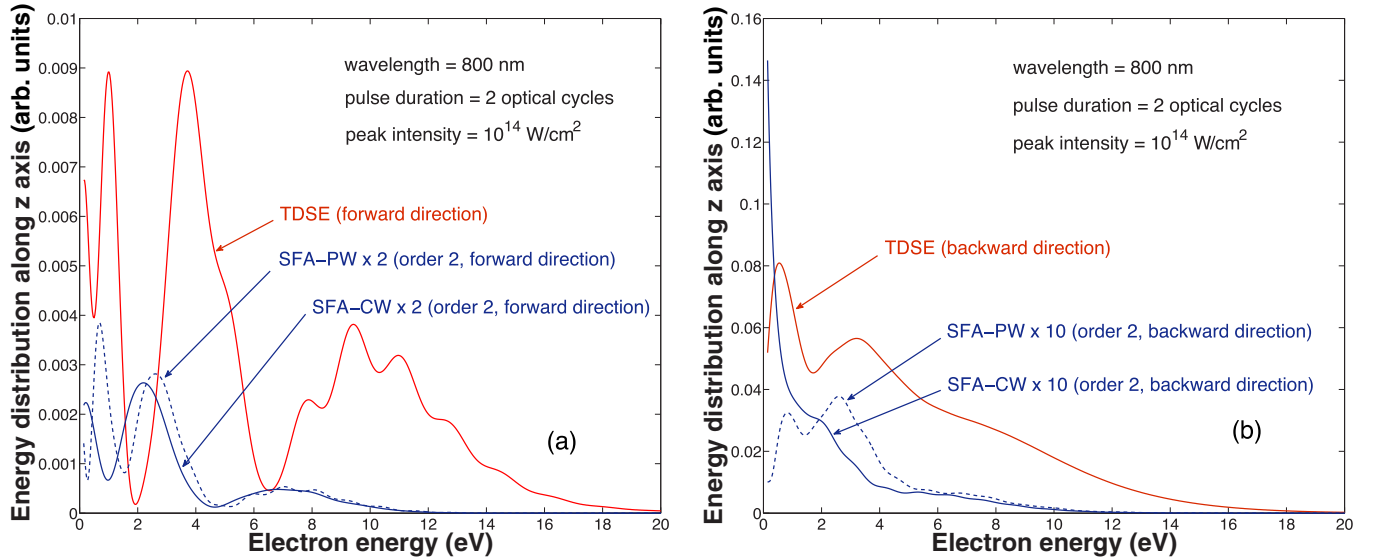 0.01
0.009
0.008
0.007
0.006
0.005
0.004
0.003
0.002
0.001
0
2
4
6
8
10
12
14
16
18
20
Energy distribution along z axis (arb. units)
Electron energy (eV)
wavelength = 800 nm
pulse duration = 2 optical cycles
peak intensity = 10^14 W/cm^2
TDSE (forward direction)
SFA–PW x 2 (order 2, forward direction)
SFA–CW x 2 (order 2, forward direction)
(a)
0.16
0.14
0.12
0.1
0.08
0.06
0.04
0.02
0
0
2
4
6
8
10
12
14
16
18
20
Energy distribution along z axis (arb. units)
Electron energy (eV)
wavelength = 800 nm
pulse duration = 2 optical cycles
peak intensity = 10^14 W/cm^2
TDSE (backward direction)
SFA–PW x 10 (order 2, backward direction)
SFA–CW x 10 (order 2, backward direction)
(b)